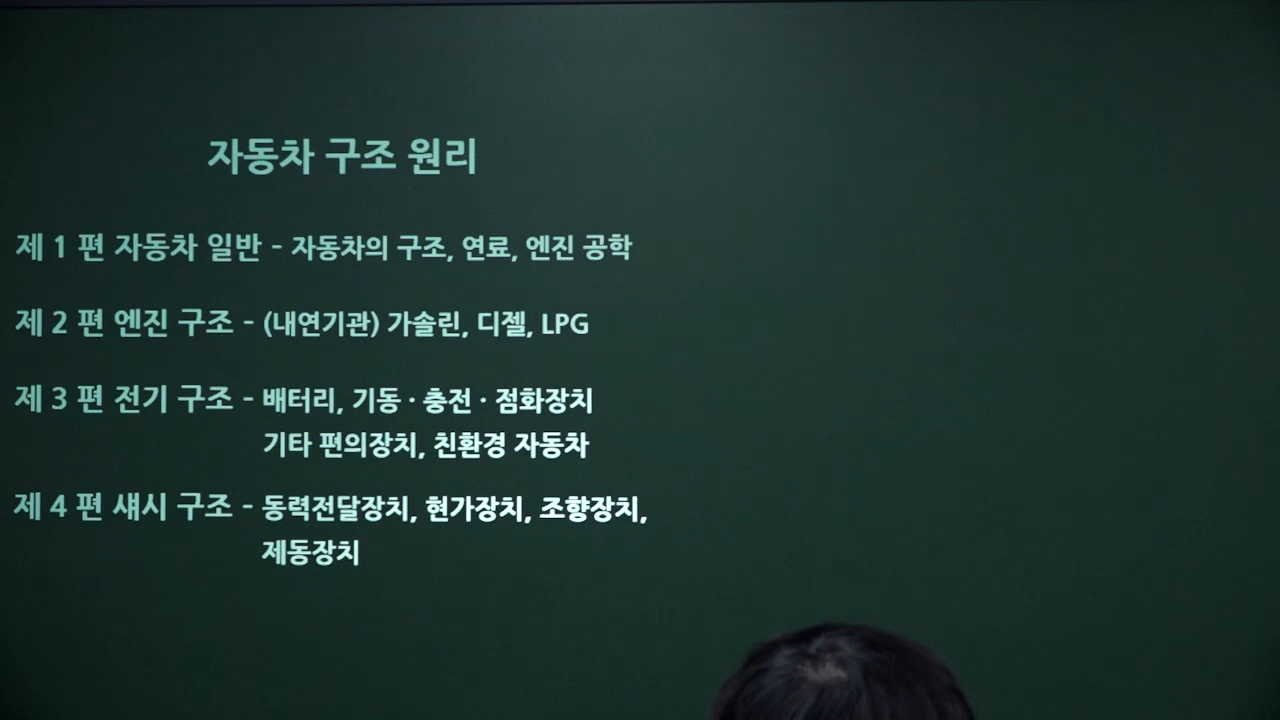 자동차 구조 원리
제 1 편 자동차 일반 - 자동차의 구조, 연료, 엔진 공학
제 2 편 엔진 구조 - (내연기관) 가솔린, 디젤, LPG
제 3 편 전기 구조 - 배터리, 기동 · 충전 · 점화장치
기타 편의장치, 친환경 자동차
제 4 편 섀시 구조 - 동력전달장치, 현가장치, 조향장치,
제동장치